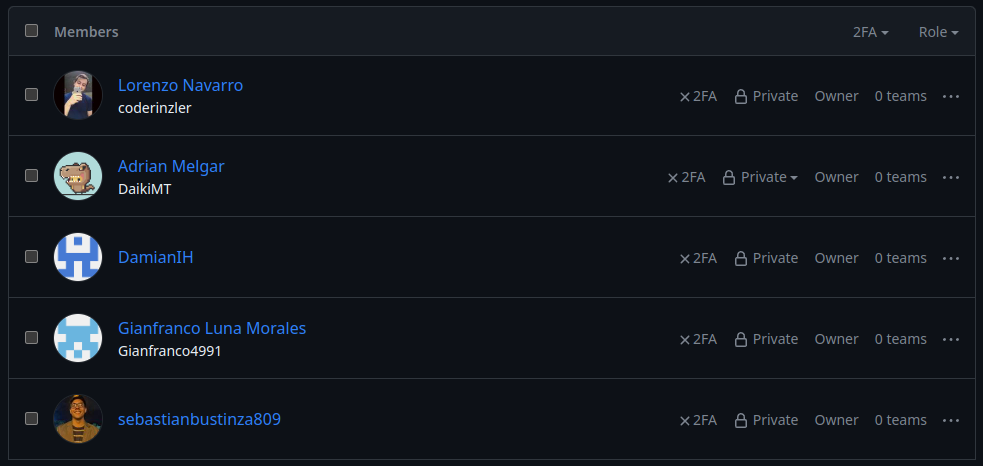 Members 2FA Role
Lorenzo Navarro
coderinzler
2FA Private Owner 0 teams
Adrian Melgar
DaikiMT
2FA Private Owner 0 teams
DamianIH
2FA Private Owner 0 teams
Gianfranco Luna Morales
Gianfranco4991
2FA Private Owner 0 teams
sebastianbustinza809
2FA Private Owner 0 teams